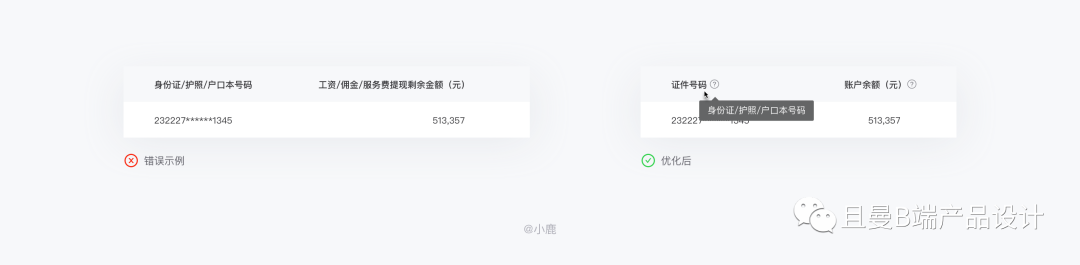 身份证/护照/户口本号码 工资/佣金/服务费提现剩余金额（元）
232227******1345 513,357
错误示例
证件号码 账户余额（元）
身份证/护照/户口本号码
232227 1345 513,357
优化后
@小鹿
且曼B端产品设计